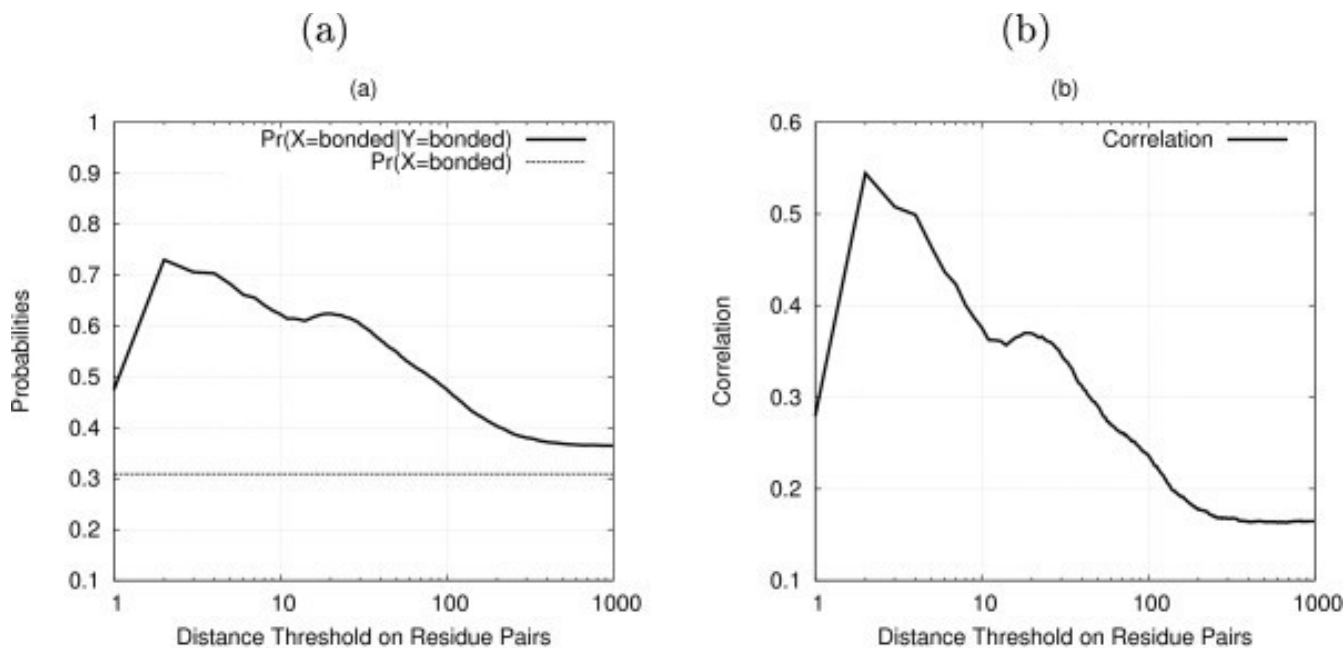 (a)
(a)
Pr(X=bonded|Y=bonded)
Pr(X=bonded)
Probabilities
1
0.9
0.8
0.7
0.6
0.5
0.4
0.3
0.2
0.1
1 10 100 1000
Distance Threshold on Residue Pairs
(b)
(b)
Correlation
Correlation
0.6
0.5
0.4
0.3
0.2
0.1
1 10 100 1000
Distance Threshold on Residue Pairs